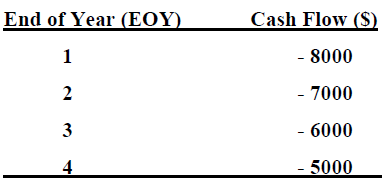 End of Year (EOY) Cash Flow ($)
1 - 8000
2 - 7000
3 - 6000
4 - 5000